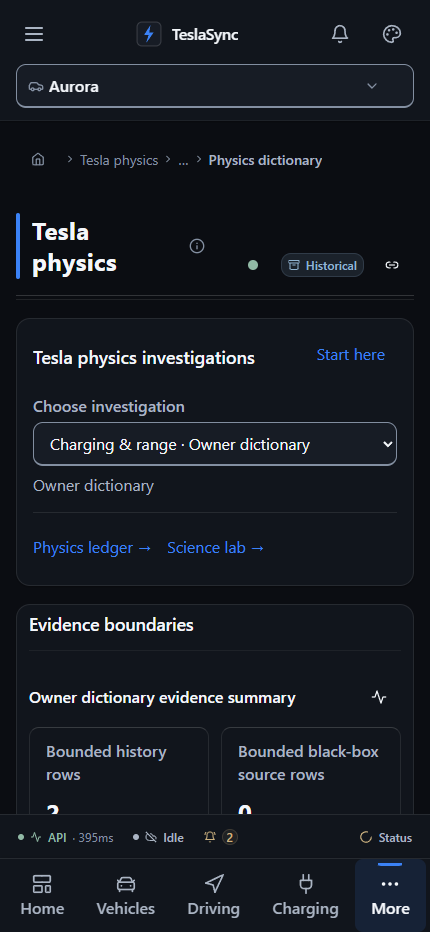 TeslaSync
Aurora
Tesla physics
...
Physics dictionary
Tesla
physics
Historical
Tesla physics investigations
Start here
Choose investigation
Charging & range · Owner dictionary
Owner dictionary
Physics ledger →
Science lab →
Evidence boundaries
Owner dictionary evidence summary
Bounded history
rows
2
Bounded black-box
source rows
0
API · 395ms
Idle
2
Status
Home
Vehicles
Driving
Charging
More